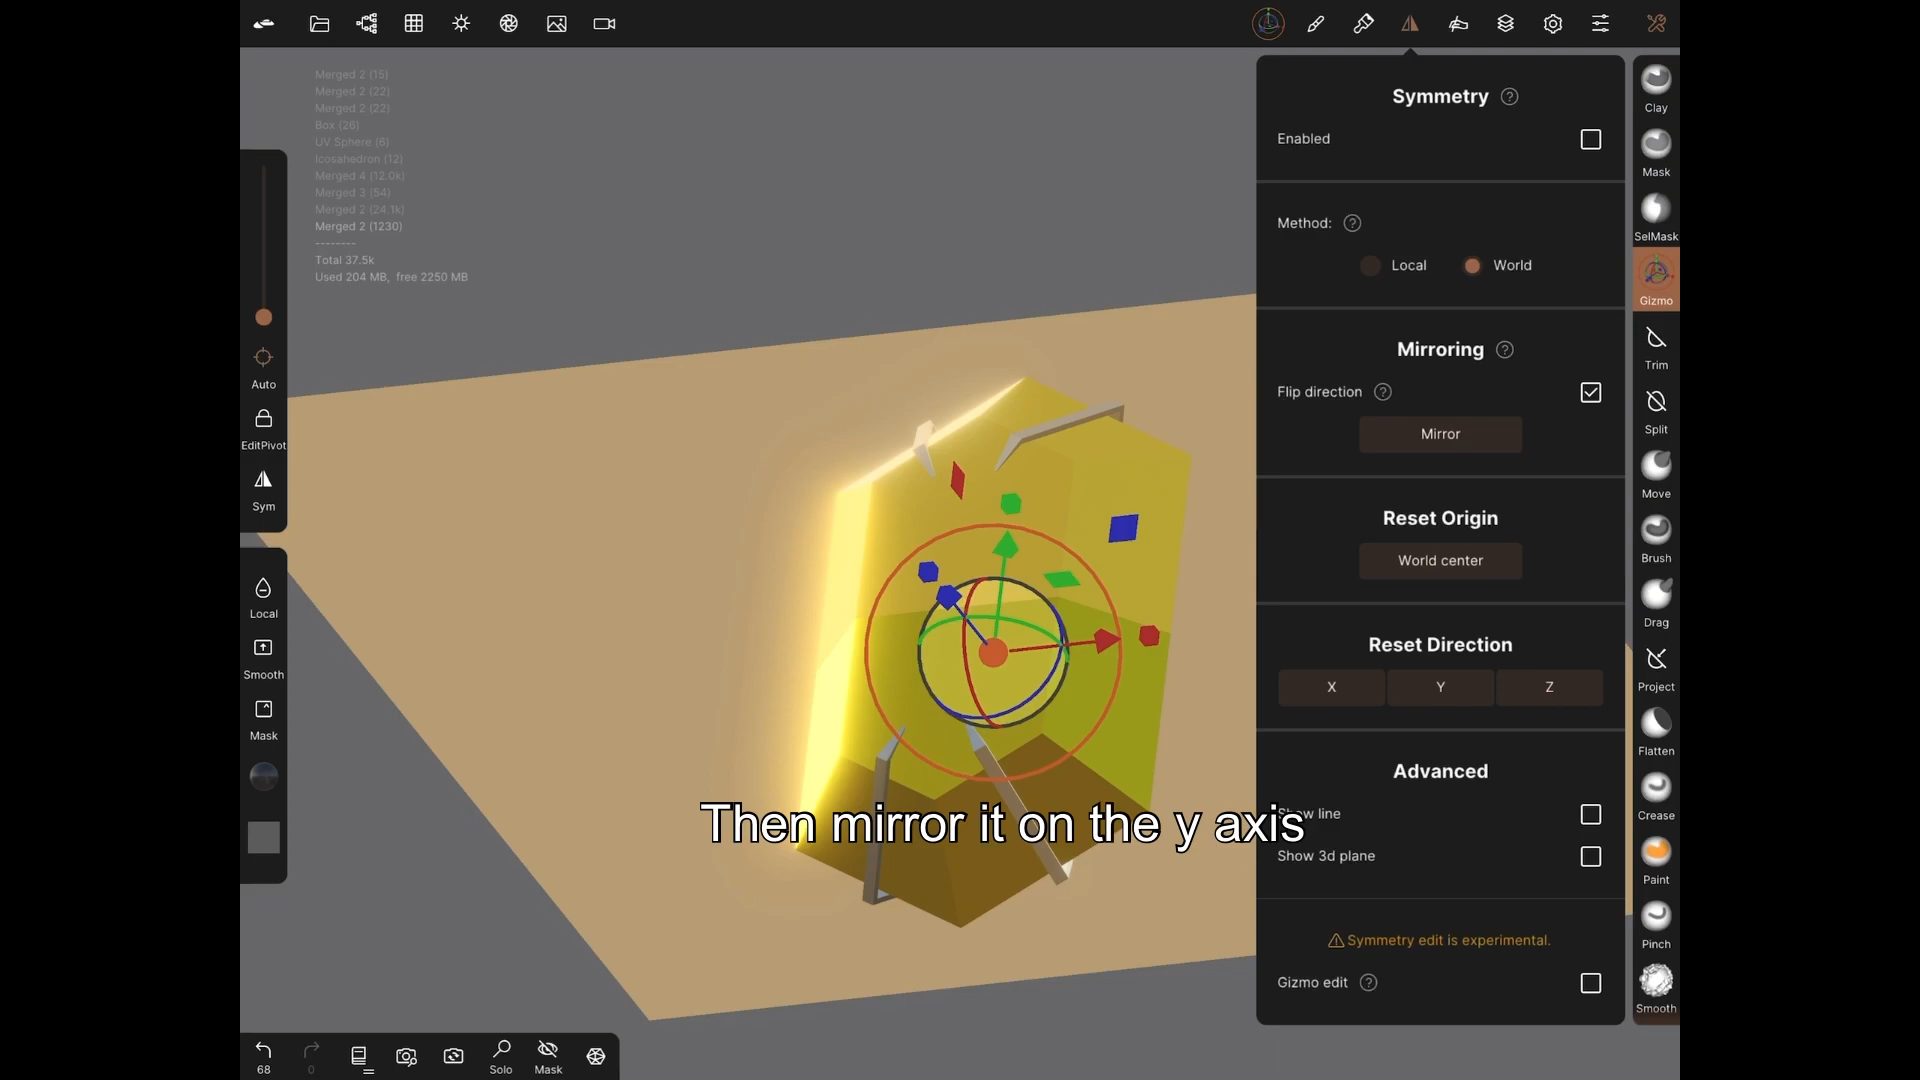 Merged 2 (15)
Merged 2 (22)
Merged 2 (22)
Box (26)
UV Sphere (6)
Icosahedron (12)
Merged 4 (12.0k)
Merged 3 (54)
Merged 2 (24.1k)
Merged 2 (1230)
--------
Total 37.5k
Used 204 MB, free 2250 MB
Auto
EditPivot
Sym
Local
Smooth
Mask
Symmetry
Enabled
Method:
Local World
Mirroring
Flip direction
Mirror
Reset Origin
World center
Reset Direction
X Y Z
Advanced
Show line
Show 3d plane
Symmetry edit is experimental.
Gizmo edit
Then mirror it on the y axis
Clay
Mask
SelMask
Gizmo
Trim
Split
Move
Brush
Drag
Project
Flatten
Crease
Paint
Pinch
Smooth
68 0 Solo Mask